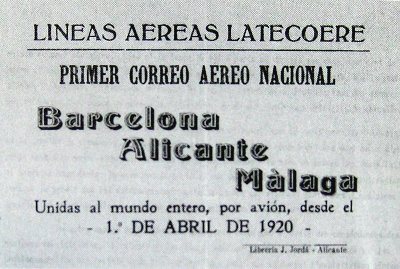 LINEAS AEREAS LATECOERE
PRIMER CORREO AEREO NACIONAL
Barcelona
Alicante
Màlaga
Unidas al mundo entero, por avión, desde el
- 1.º DE ABRIL DE 1920 -
Librería J. Jordá - Alicante